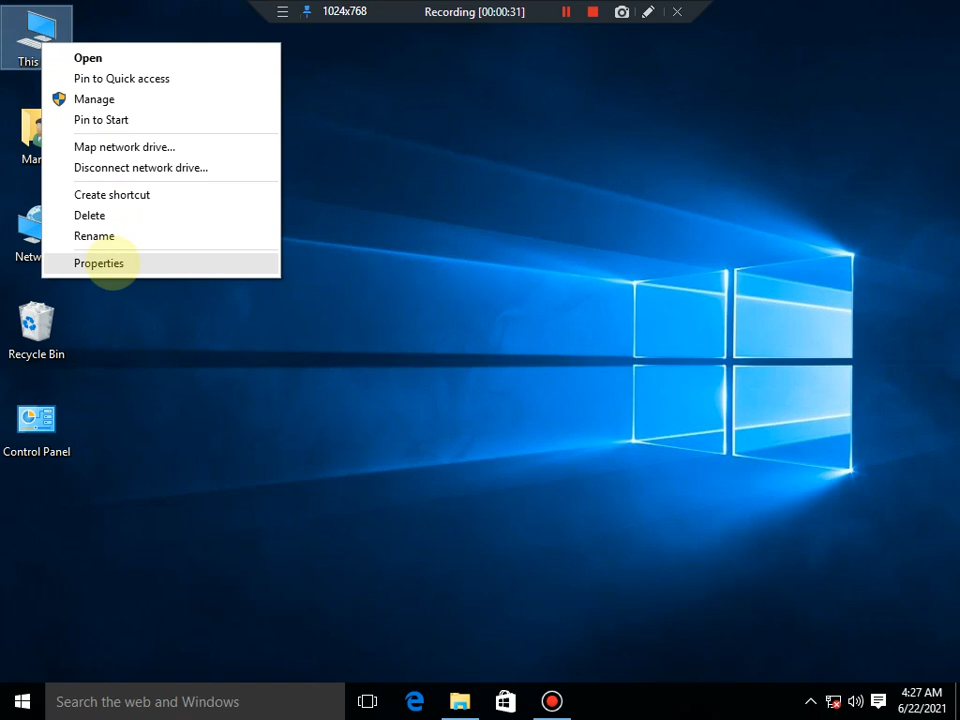 1024x768
Recording [00:00:31]
This
Open
Pin to Quick access
Manage
Pin to Start
Map network drive...
Disconnect network drive...
Create shortcut
Delete
Rename
Properties
Mar
Netw
Recycle Bin
Control Panel
Search the web and Windows
4:27 AM
6/22/2021